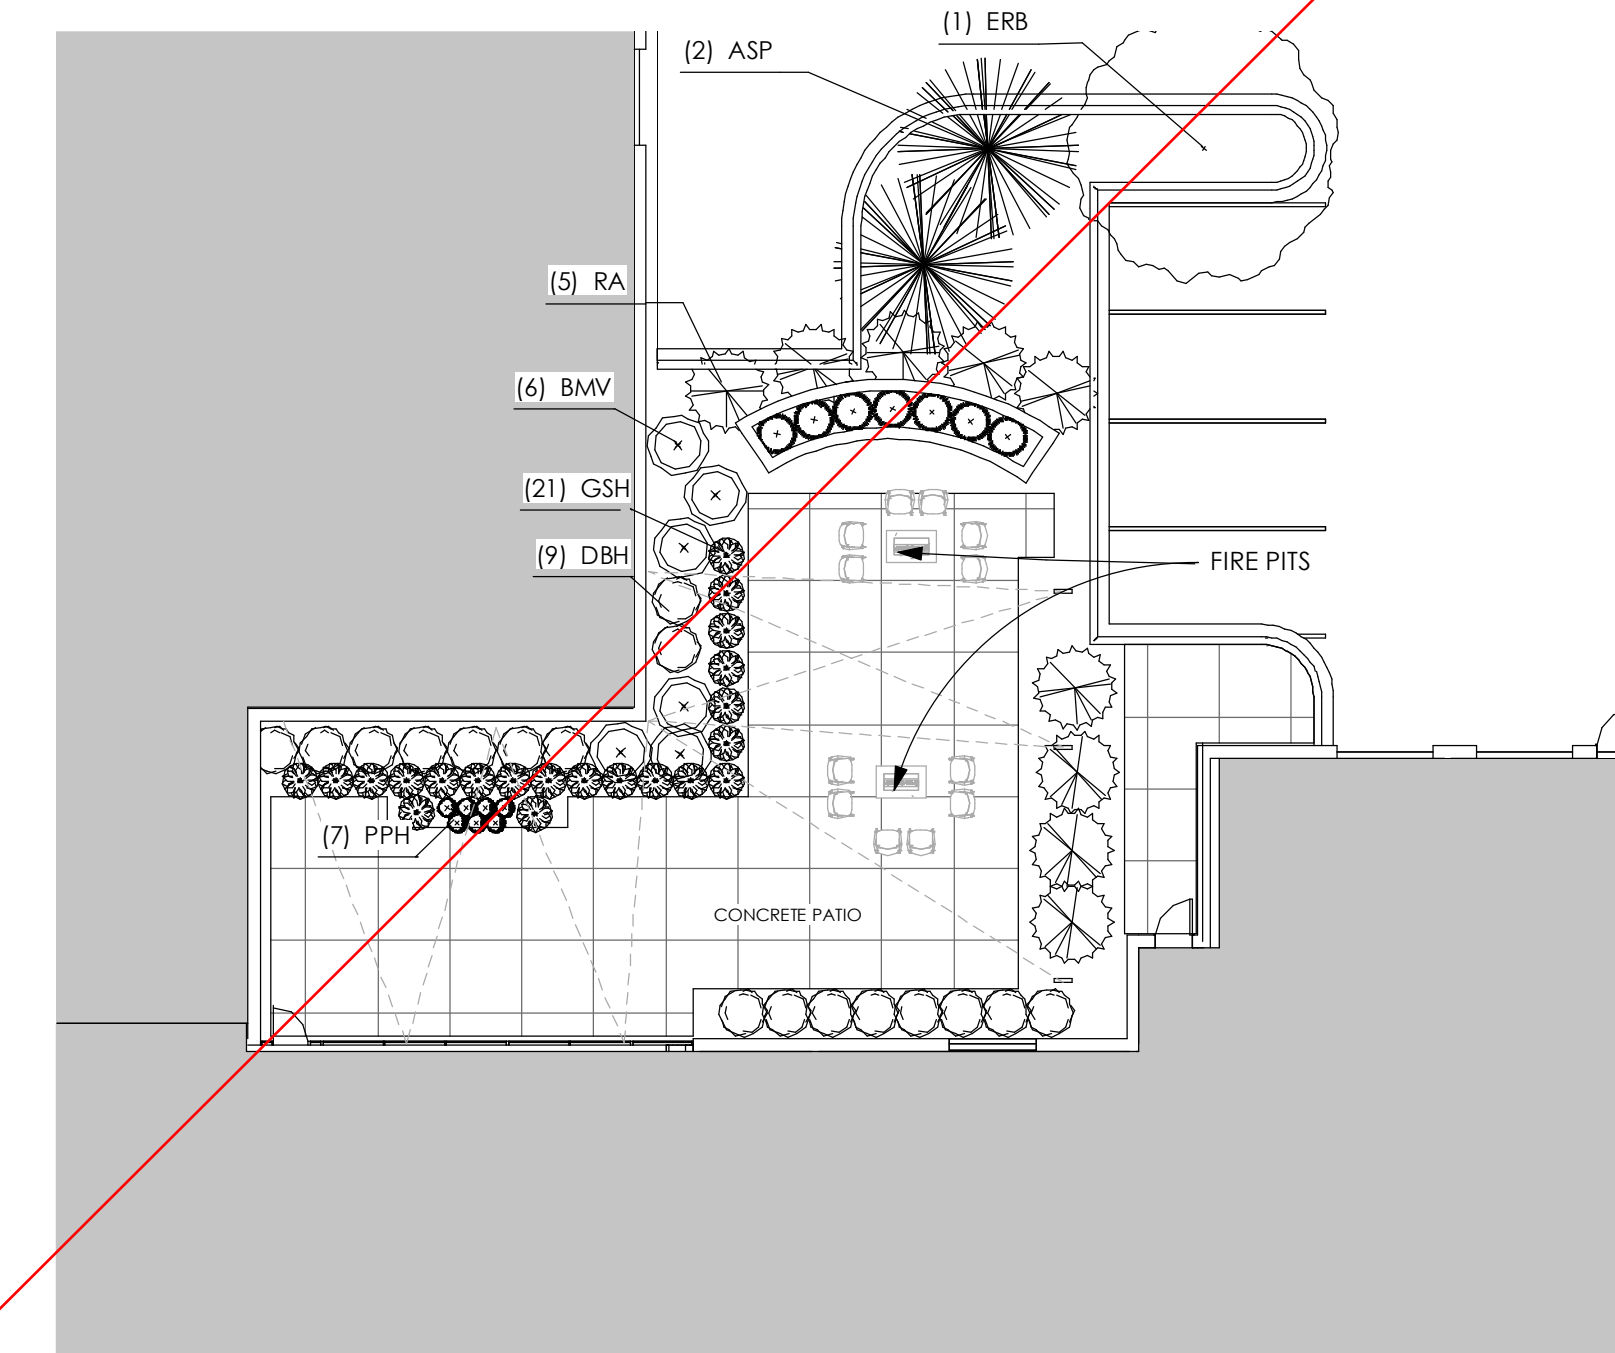 (1) ERB
(2) ASP
(5) RA
(6) BMV
(21) GSH
(9) DBH
FIRE PITS
(7) PPH
CONCRETE PATIO